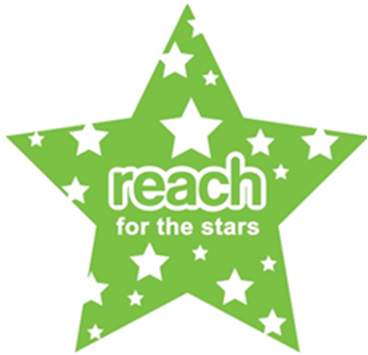 reach
for the stars